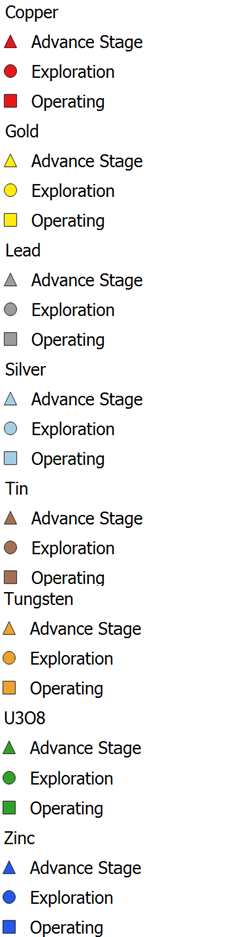 Copper
Advance Stage
Exploration
Operating
Gold
Advance Stage
Exploration
Operating
Lead
Advance Stage
Exploration
Operating
Silver
Advance Stage
Exploration
Operating
Tin
Advance Stage
Exploration
Operating
Tungsten
Advance Stage
Exploration
Operating
U3O8
Advance Stage
Exploration
Operating
Zinc
Advance Stage
Exploration
Operating